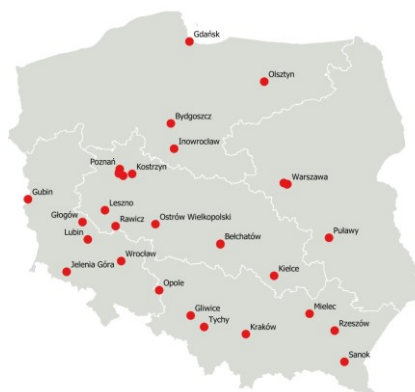 Gdańsk
Olsztyn
Bydgoszcz
Inowrocław
Poznań
Kostrzyn
Warszawa
Gubin
Leszno
Głogów
Rawicz
Ostrów Wielkopolski
Lubin
Puławy
Bełchatów
Wrocław
Jelenia Góra
Kielce
Opole
Gliwice
Mielec
Tychy
Kraków
Rzeszów
Sanok